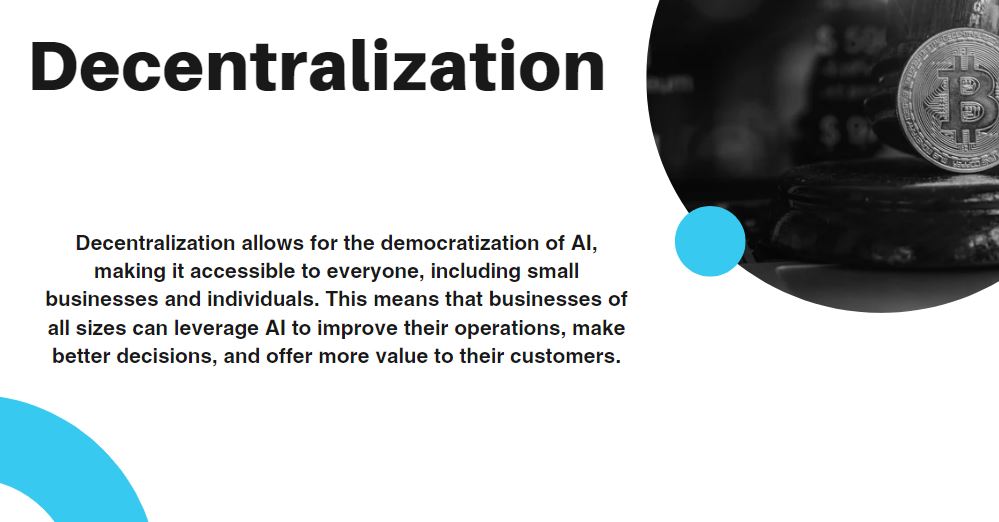 Decentralization
Decentralization allows for the democratization of AI,
making it accessible to everyone, including small
businesses and individuals. This means that businesses of
all sizes can leverage AI to improve their operations, make
better decisions, and offer more value to their customers.